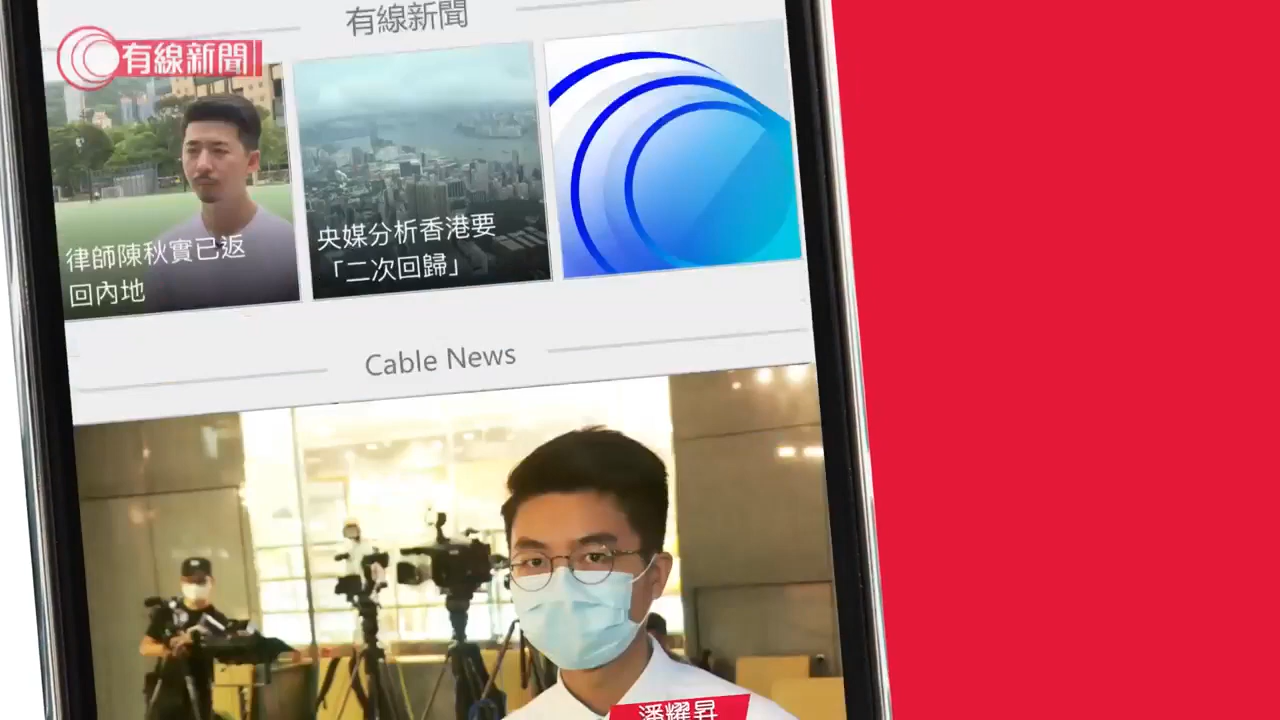 有線新聞
有線新聞
律師陳秋實已返
回內地
央媒分析香港要
「二次回歸」
Cable News
潘耀昇